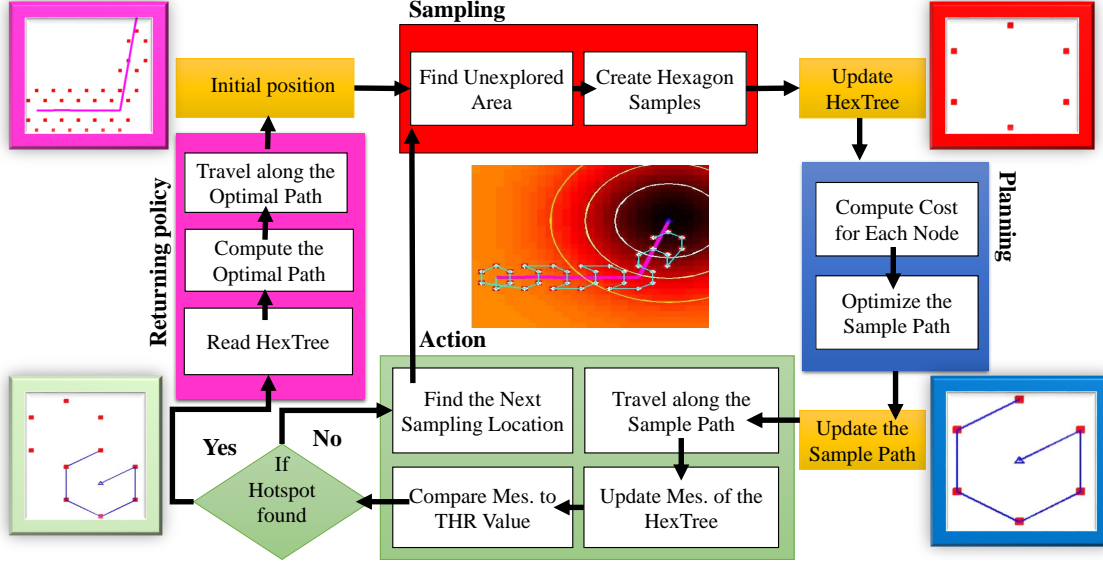 Sampling
Initial position
Find Unexplored
Area
Create Hexagon
Samples
Update
HexTree
Returning policy
Travel along the
Optimal Path
Compute the
Optimal Path
Read HexTree
Planning
Compute Cost
for Each Node
Optimize the
Sample Path
Action
Find the Next
Sampling Location
Travel along the
Sample Path
Update the
Sample Path
Yes
No
If
Hotspot
found
Compare Mes. to
THR Value
Update Mes. of the
HexTree